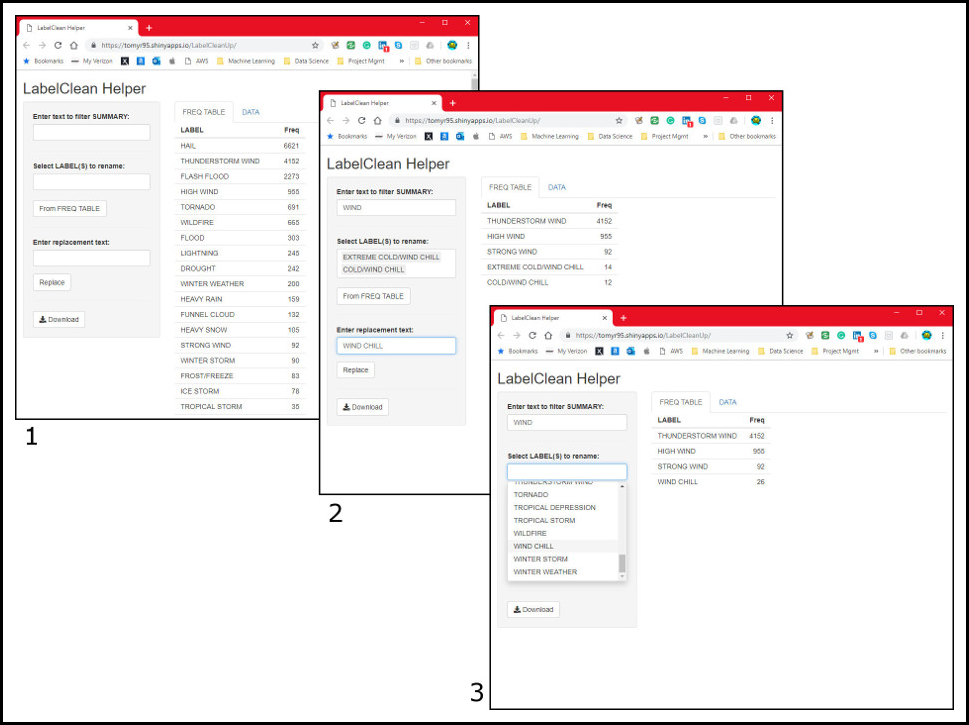 LabelClean Helper
https://tomyr95.shinyapps.io/LabelCleanUp/
Bookmarks My Verizon AWS Machine Learning Data Science Project Mgmt » Other bookmarks
LabelClean Helper
Enter text to filter SUMMARY:
Select LABEL(S) to rename:
From FREQ TABLE
Enter replacement text:
Replace
Download
FREQ TABLE DATA
LABEL Freq
HAIL 6621
THUNDERSTORM WIND 4152
FLASH FLOOD 2273
HIGH WIND 955
TORNADO 691
WILDFIRE 665
FLOOD 303
LIGHTNING 245
DROUGHT 242
WINTER WEATHER 200
HEAVY RAIN 159
FUNNEL CLOUD 132
HEAVY SNOW 105
STRONG WIND 92
WINTER STORM 90
FROST/FREEZE 83
ICE STORM 78
TROPICAL STORM 35
1
LabelClean Helper
https://tomyr95.shinyapps.io/LabelCleanUp/
Bookmarks My Verizon AWS Machine Learning Data Science Project Mgmt » Other bookmarks
LabelClean Helper
Enter text to filter SUMMARY:
WIND
Select LABEL(S) to rename:
EXTREME COLD/WIND CHILL
COLD/WIND CHILL
From FREQ TABLE
Enter replacement text:
WIND CHILL
Replace
Download
FREQ TABLE DATA
LABEL Freq
THUNDERSTORM WIND 4152
HIGH WIND 955
STRONG WIND 92
EXTREME COLD/WIND CHILL 14
COLD/WIND CHILL 12
2
LabelClean Helper
https://tomyr95.shinyapps.io/LabelCleanUp/
Bookmarks My Verizon AWS Machine Learning Data Science Project Mgmt » Other bookmarks
LabelClean Helper
Enter text to filter SUMMARY:
WIND
Select LABEL(S) to rename:
THUNDERSTORM WIND
TORNADO
TROPICAL DEPRESSION
TROPICAL STORM
WILDFIRE
WIND CHILL
WINTER STORM
WINTER WEATHER
Download
FREQ TABLE DATA
LABEL Freq
THUNDERSTORM WIND 4152
HIGH WIND 955
STRONG WIND 92
WIND CHILL 26
3